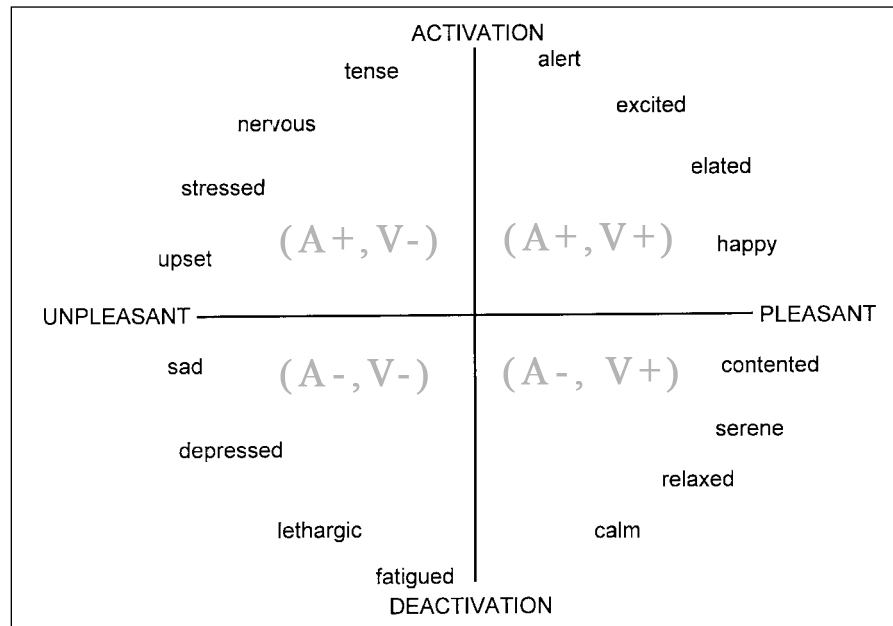 ACTIVATION
tense
alert
nervous
excited
stressed
elated
(A+,V-)
(A+,V+)
upset
happy
UNPLEASANT
PLEASANT
sad
(A-,V-)
(A-, V+)
contented
depressed
serene
relaxed
lethargic
calm
fatigued
DEACTIVATION